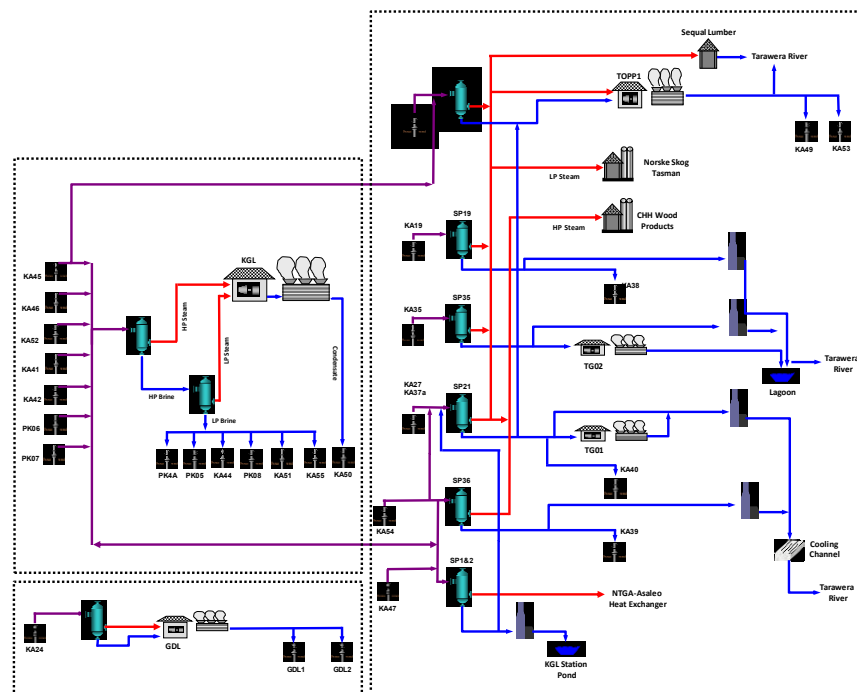 Sequal Lumber
Tarawera River
TOPP1
KA49
KA53
LP Steam
Norske Skog
Tasman
HP Steam
CHH Wood
Products
SP19
KA19
KA38
SP35
KA35
TG02
Lagoon
Tarawera
River
KA27
KA37a
SP21
TG01
KA40
SP36
KA54
KA39
Cooling
Channel
Tarawera
River
SP1&2
KA47
NTGA-Asaleo
Heat Exchanger
KGL Station
Pond
KGL
KA45
KA46
KA52
KA41
KA42
PK06
PK07
HP Steam
LP Steam
Condensate
HP Brine
LP Brine
PK4A
PK05
KA44
PK08
KA51
KA55
KA50
KA24
GDL
GDL1
GDL2